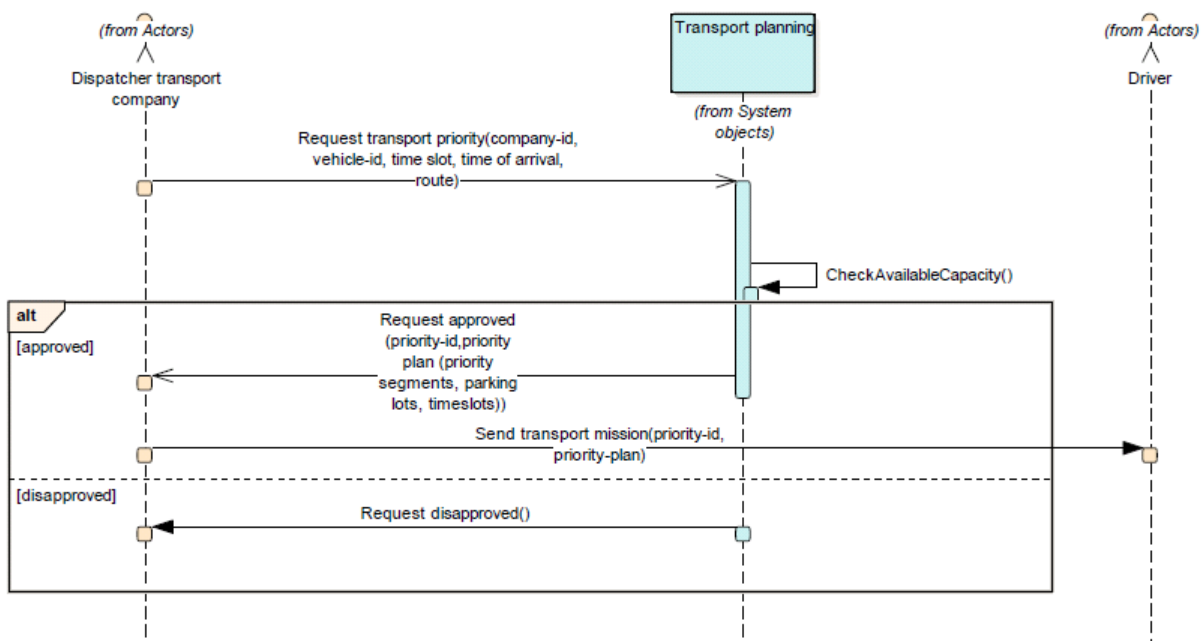 (from Actors)
Dispatcher transport
company
Transport planning
(from System
objects)
(from Actors)
Driver
Request transport priority(company-id,
vehicle-id, time slot, time of arrival,
route)
CheckAvailableCapacity()
alt
[approved]
Request approved
(priority-id,priority
plan (priority
segments, parking
lots, timeslots))
Send transport mission(priority-id,
priority-plan)
[disapproved]
Request disapproved()